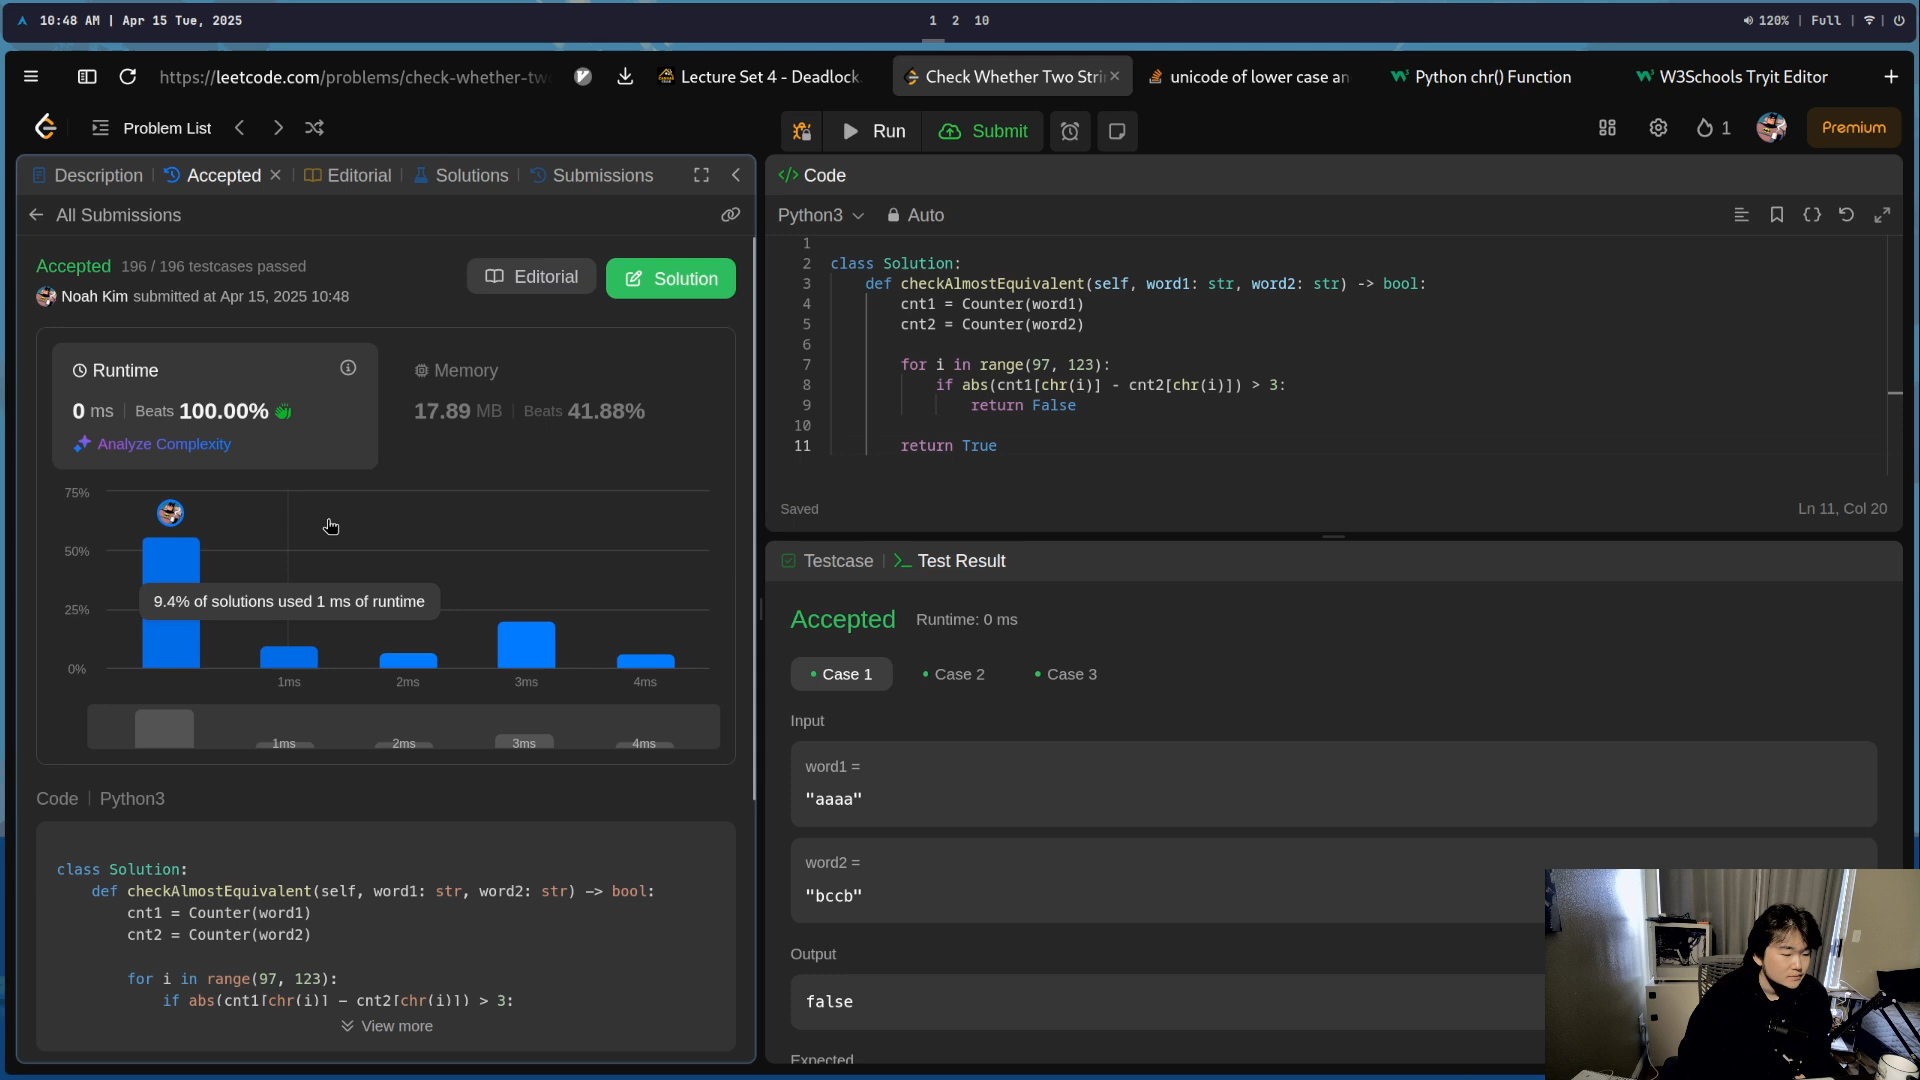 10:48 AM | Apr 15 Tue, 2025
1 2 10
120% | Full
https://leetcode.com/problems/check-whether-tw
Lecture Set 4 - Deadlock
Check Whether Two Stri
unicode of lower case an
Python chr() Function
W3Schools Tryit Editor
Problem List
Run
Submit
1
Premium
Description
Accepted
Editorial
Solutions
Submissions
All Submissions
Accepted 196 / 196 testcases passed
Noah Kim submitted at Apr 15, 2025 10:48
Editorial
Solution
Runtime
0 ms | Beats 100.00%
Analyze Complexity
Memory
17.89 MB | Beats 41.88%
75%
50%
25%
0%
9.4% of solutions used 1 ms of runtime
1ms 2ms 3ms 4ms
1ms 2ms 3ms 4ms
Code | Python3
class Solution:
def checkAlmostEquivalent(self, word1: str, word2: str) -> bool:
cnt1 = Counter(word1)
cnt2 = Counter(word2)
for i in range(97, 123):
if abs(cnt1[chr(i)] - cnt2[chr(i)]) > 3:
View more
</> Code
Python3
Auto
1
2 class Solution:
3 def checkAlmostEquivalent(self, word1: str, word2: str) -> bool:
4 cnt1 = Counter(word1)
5 cnt2 = Counter(word2)
6
7 for i in range(97, 123):
8 if abs(cnt1[chr(i)] - cnt2[chr(i)]) > 3:
9 return False
10
11 return True
Saved
Ln 11, Col 20
Testcase
>_ Test Result
Accepted Runtime: 0 ms
Case 1
Case 2
Case 3
Input
word1 =
"aaaa"
word2 =
"bccb"
Output
false
Expected